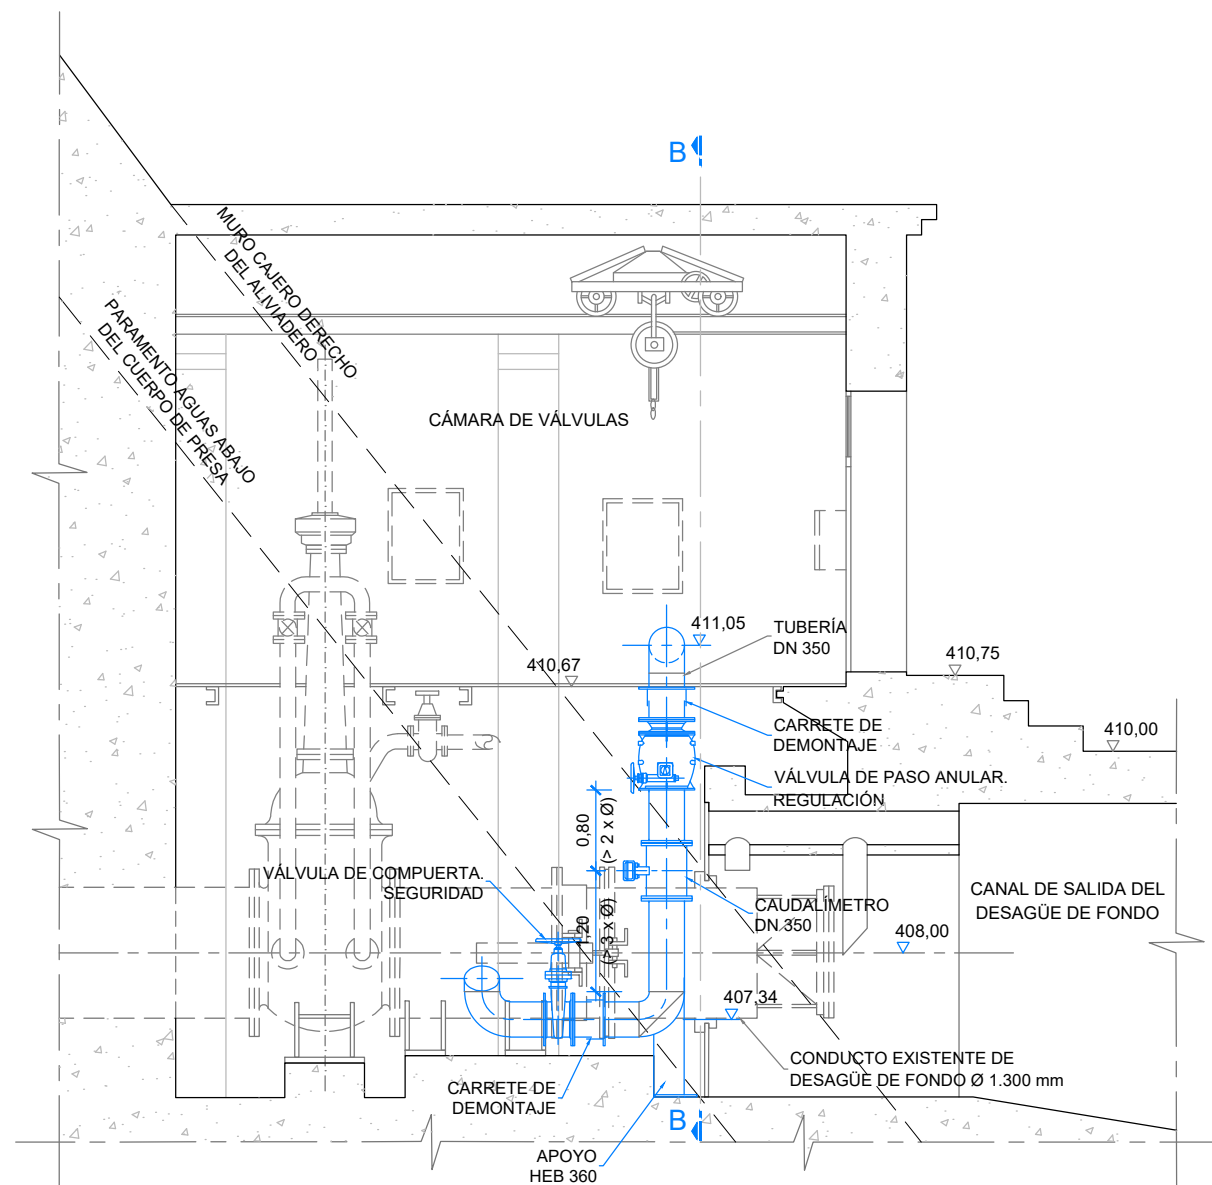 B
MURO CAJERO DERECHO
DEL ALIVIADERO
PARAMENTO AGUAS ABAJO
DEL CUERPO DE PRESA
CÁMARA DE VÁLVULAS
411,05
TUBERÍA
DN 350
410,67
410,75
CARRETE DE
DEMONTAJE
410,00
VÁLVULA DE PASO ANULAR.
REGULACIÓN
0,80
(> 2 x Ø)
VÁLVULA DE COMPUERTA.
SEGURIDAD
CANAL DE SALIDA DEL
DESAGÜE DE FONDO
CAUDALÍMETRO
DN 350
1,20
(> 3 x Ø)
408,00
407,34
CONDUCTO EXISTENTE DE
DESAGÜE DE FONDO Ø 1.300 mm
CARRETE DE
DEMONTAJE
B
APOYO
HEB 360